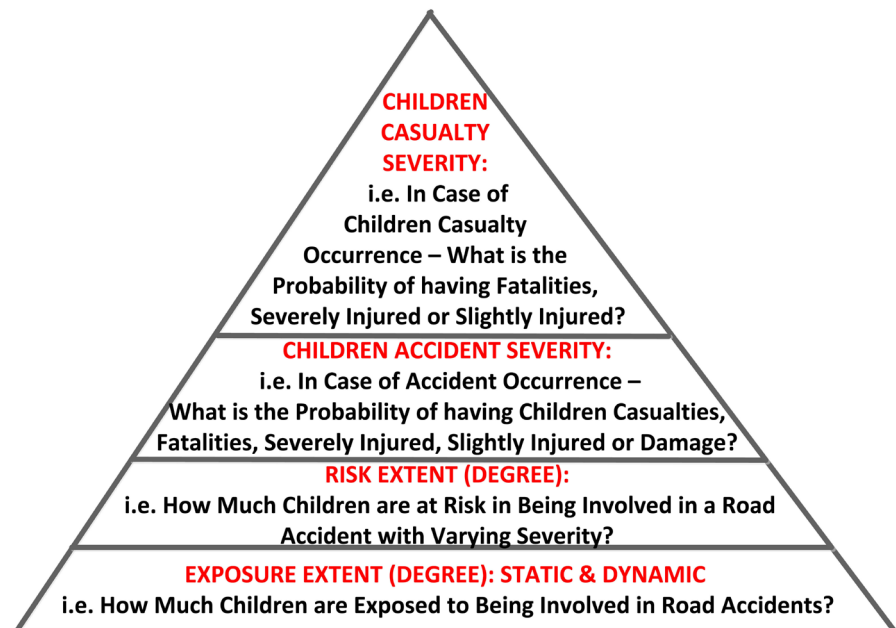 CHILDREN
CASUALTY
SEVERITY:
i.e. In Case of
Children Casualty
Occurrence – What is the
Probability of having Fatalities,
Severely Injured or Slightly Injured?
CHILDREN ACCIDENT SEVERITY:
i.e. In Case of Accident Occurrence –
What is the Probability of having Children Casualties,
Fatalities, Severely Injured, Slightly Injured or Damage?
RISK EXTENT (DEGREE):
i.e. How Much Children are at Risk in Being Involved in a Road
Accident with Varying Severity?
EXPOSURE EXTENT (DEGREE): STATIC & DYNAMIC
i.e. How Much Children are Exposed to Being Involved in Road Accidents?